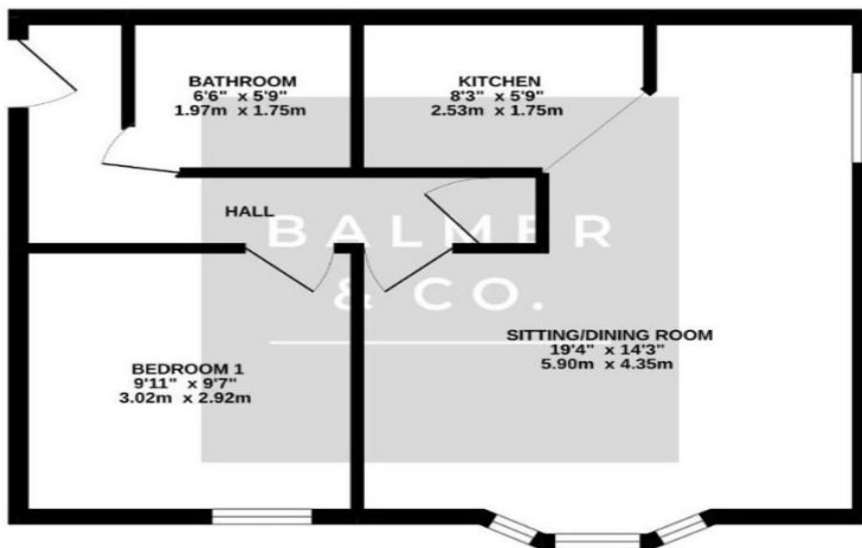 BATHROOM
6'6" x 5'9"
1.97m x 1.75m
KITCHEN
8'3" x 5'9"
2.53m x 1.75m
HALL
BALMER
& CO.
SITTING/DINING ROOM
19'4" x 14'3"
5.90m x 4.35m
BEDROOM 1
9'11" x 9'7"
3.02m x 2.92m